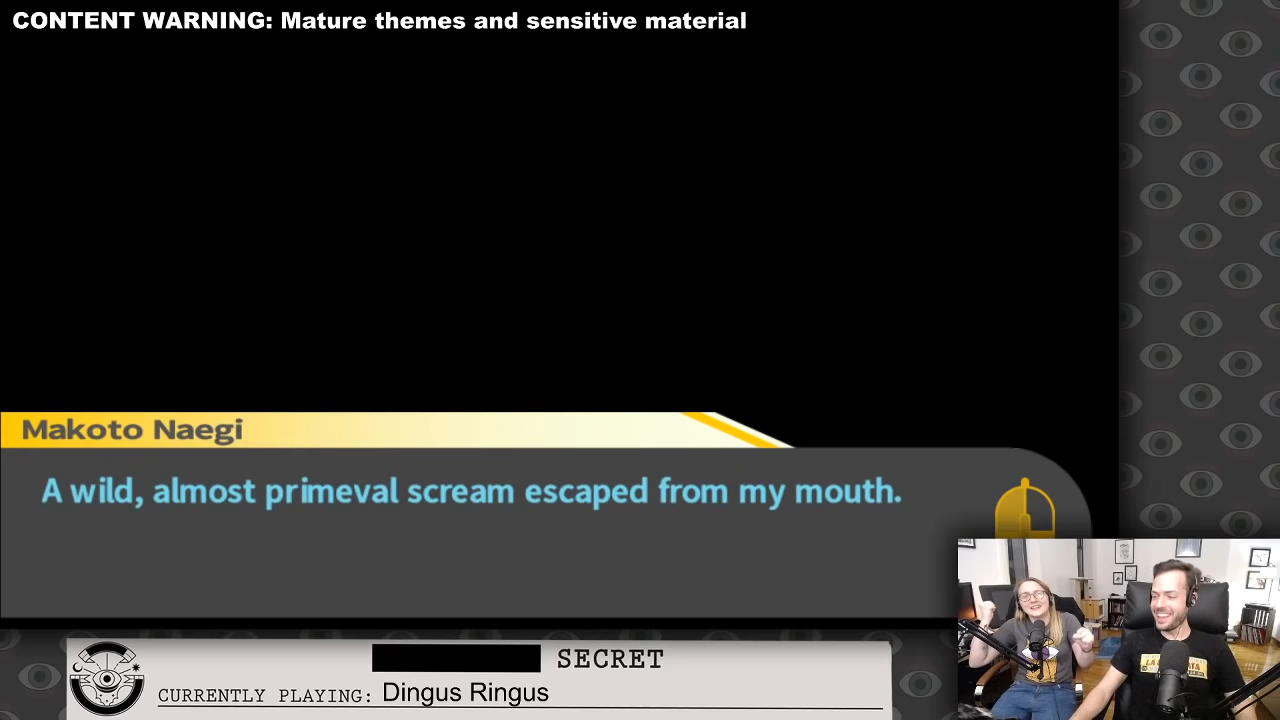 CONTENT WARNING: Mature themes and sensitive material
Makoto Naegi
A wild, almost primeval scream escaped from my mouth.
SECRET
CURRENTLY PLAYING: Dingus Ringus